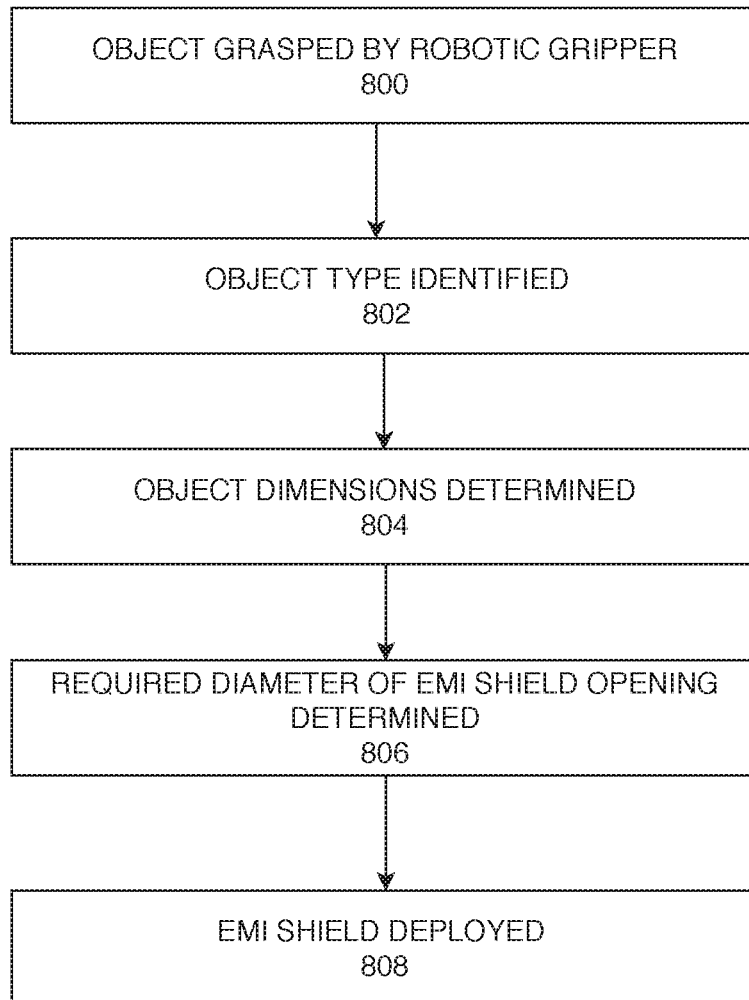 OBJECT GRASPED BY ROBOTIC GRIPPER
800
OBJECT TYPE IDENTIFIED
802
OBJECT DIMENSIONS DETERMINED
804
REQUIRED DIAMETER OF EMI SHIELD OPENING
DETERMINED
806
EMI SHIELD DEPLOYED
808